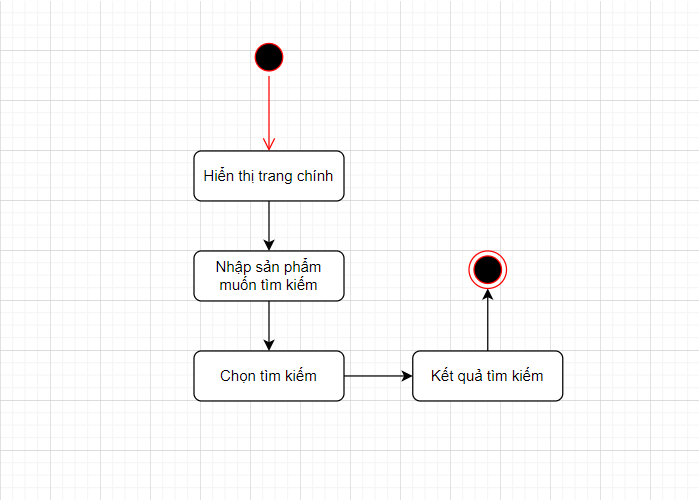 Hiển thị trang chính
Nhập sản phẩm
muốn tìm kiếm
Chọn tìm kiếm
Kết quả tìm kiếm